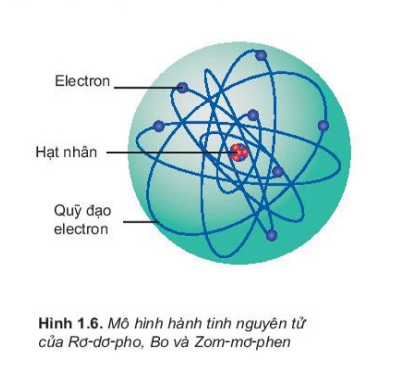 Electron
Hạt nhân
Quỹ đạo
electron
Hình 1.6. Mô hình hành tinh nguyên tử
của Rơ-dơ-pho, Bo và Zom-mơ-phen